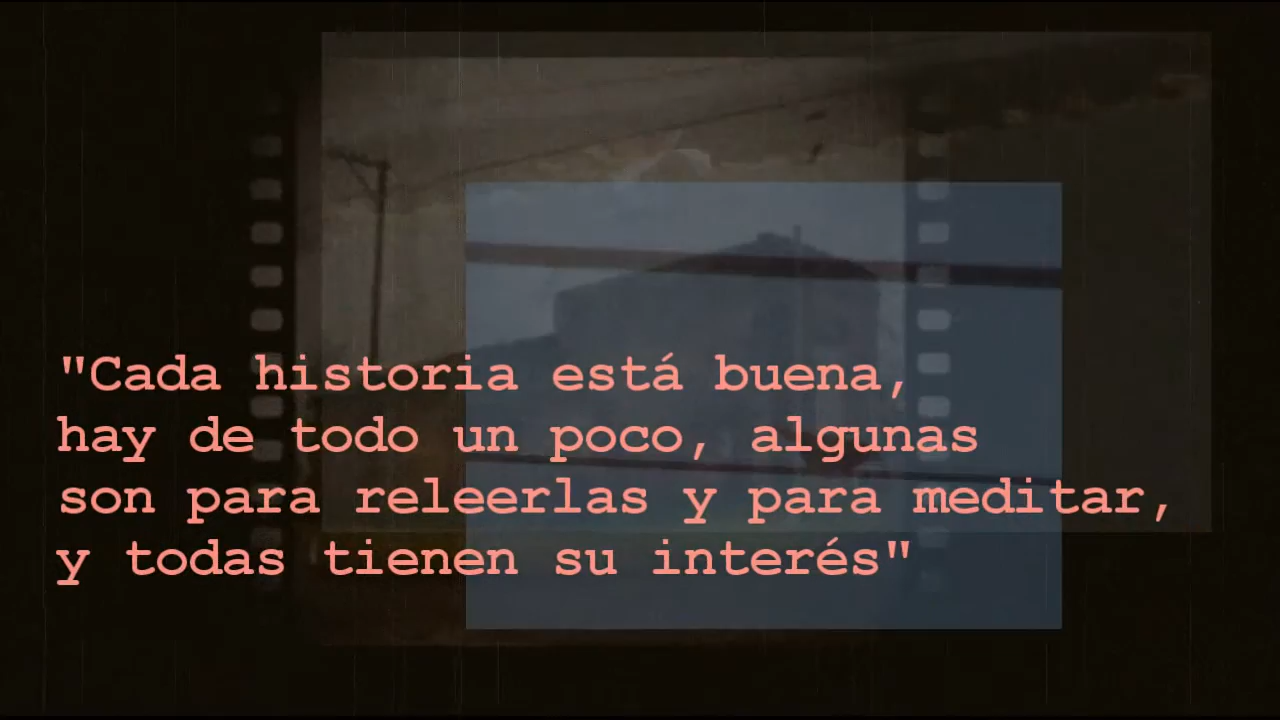 "Cada historia está buena,
hay de todo un poco, algunas
son para releerlas y para meditar,
y todas tienen su interés"